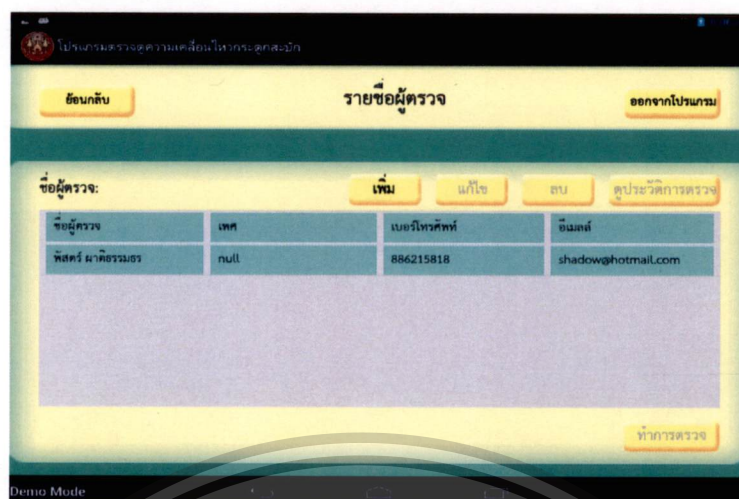 โปรแกรมตรวจดูความเคลื่อนไหวกระดูกสะบัก
ย้อนกลับ รายชื่อผู้ตรวจ ออกจากโปรแกรม
ชื่อผู้ตรวจ: เพิ่ม แก้ไข ลบ ดูประวัติการตรวจ
ชื่อผู้ตรวจ เพศ เบอร์โทรศัพท์ อีเมลล์
พัสตร์ ผาติธรรมธร null 886215818 shadow@hotmail.com
ทำการตรวจ
Demo Mode